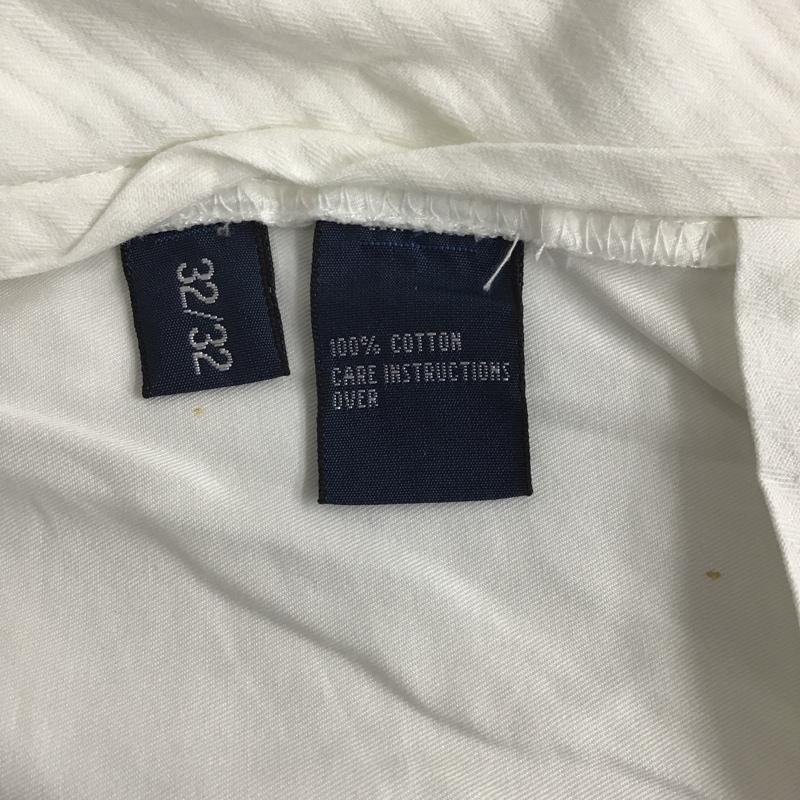 32/32
100% COTTON
CARE INSTRUCTIONS
OVER